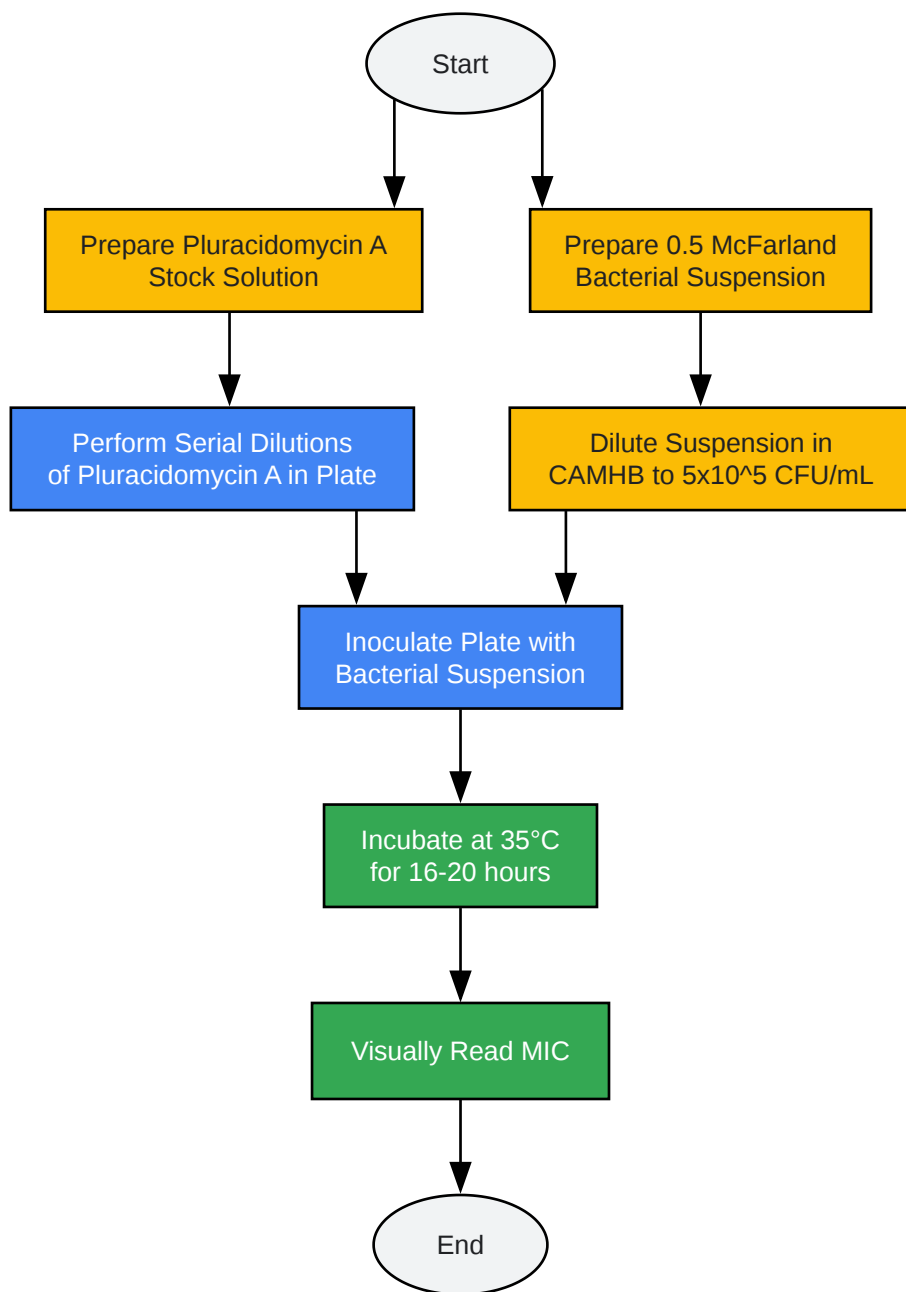 Start
Prepare Pluracidomycin A
Stock Solution
Prepare 0.5 McFarland
Bacterial Suspension
Perform Serial Dilutions
of Pluracidomycin A in Plate
Dilute Suspension in
CAMHB to 5x10^5 CFU/mL
Inoculate Plate with
Bacterial Suspension
Incubate at 35°C
for 16-20 hours
Visually Read MIC
End